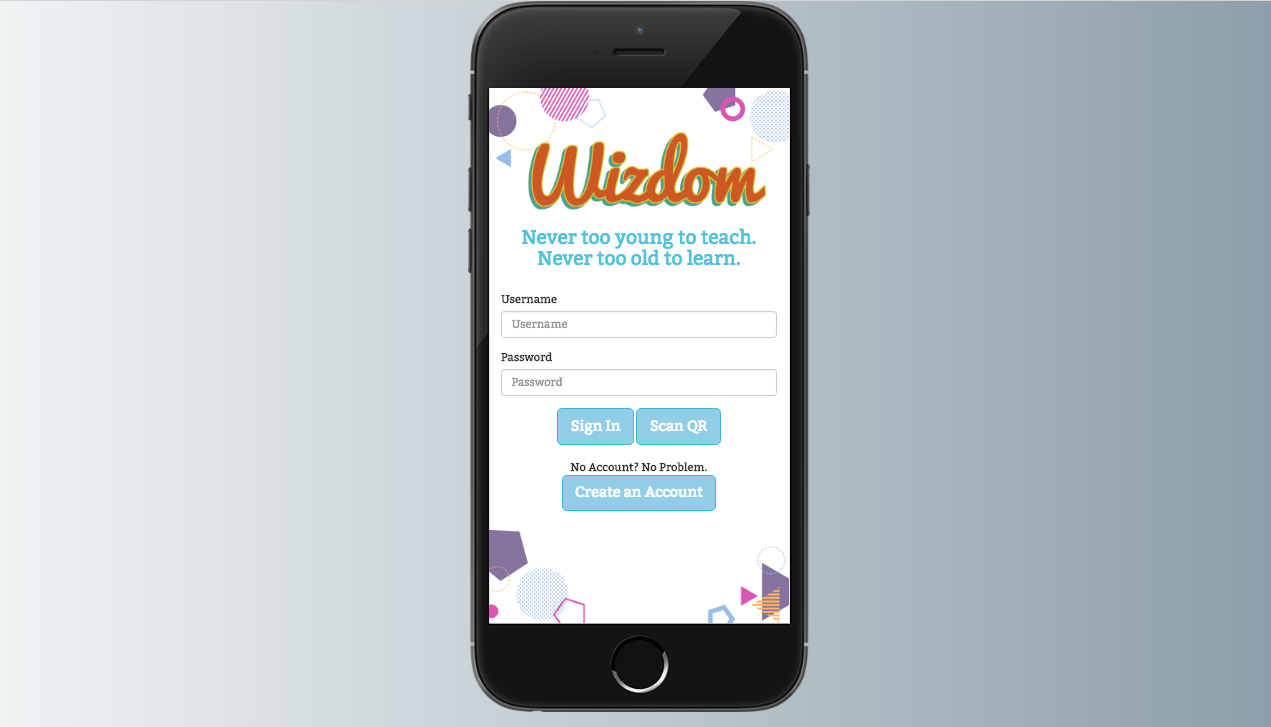 Wizdom
Never too young to teach.
Never too old to learn.
Username
Username
Password
Password
Sign In Scan QR
No Account? No Problem.
Create an Account